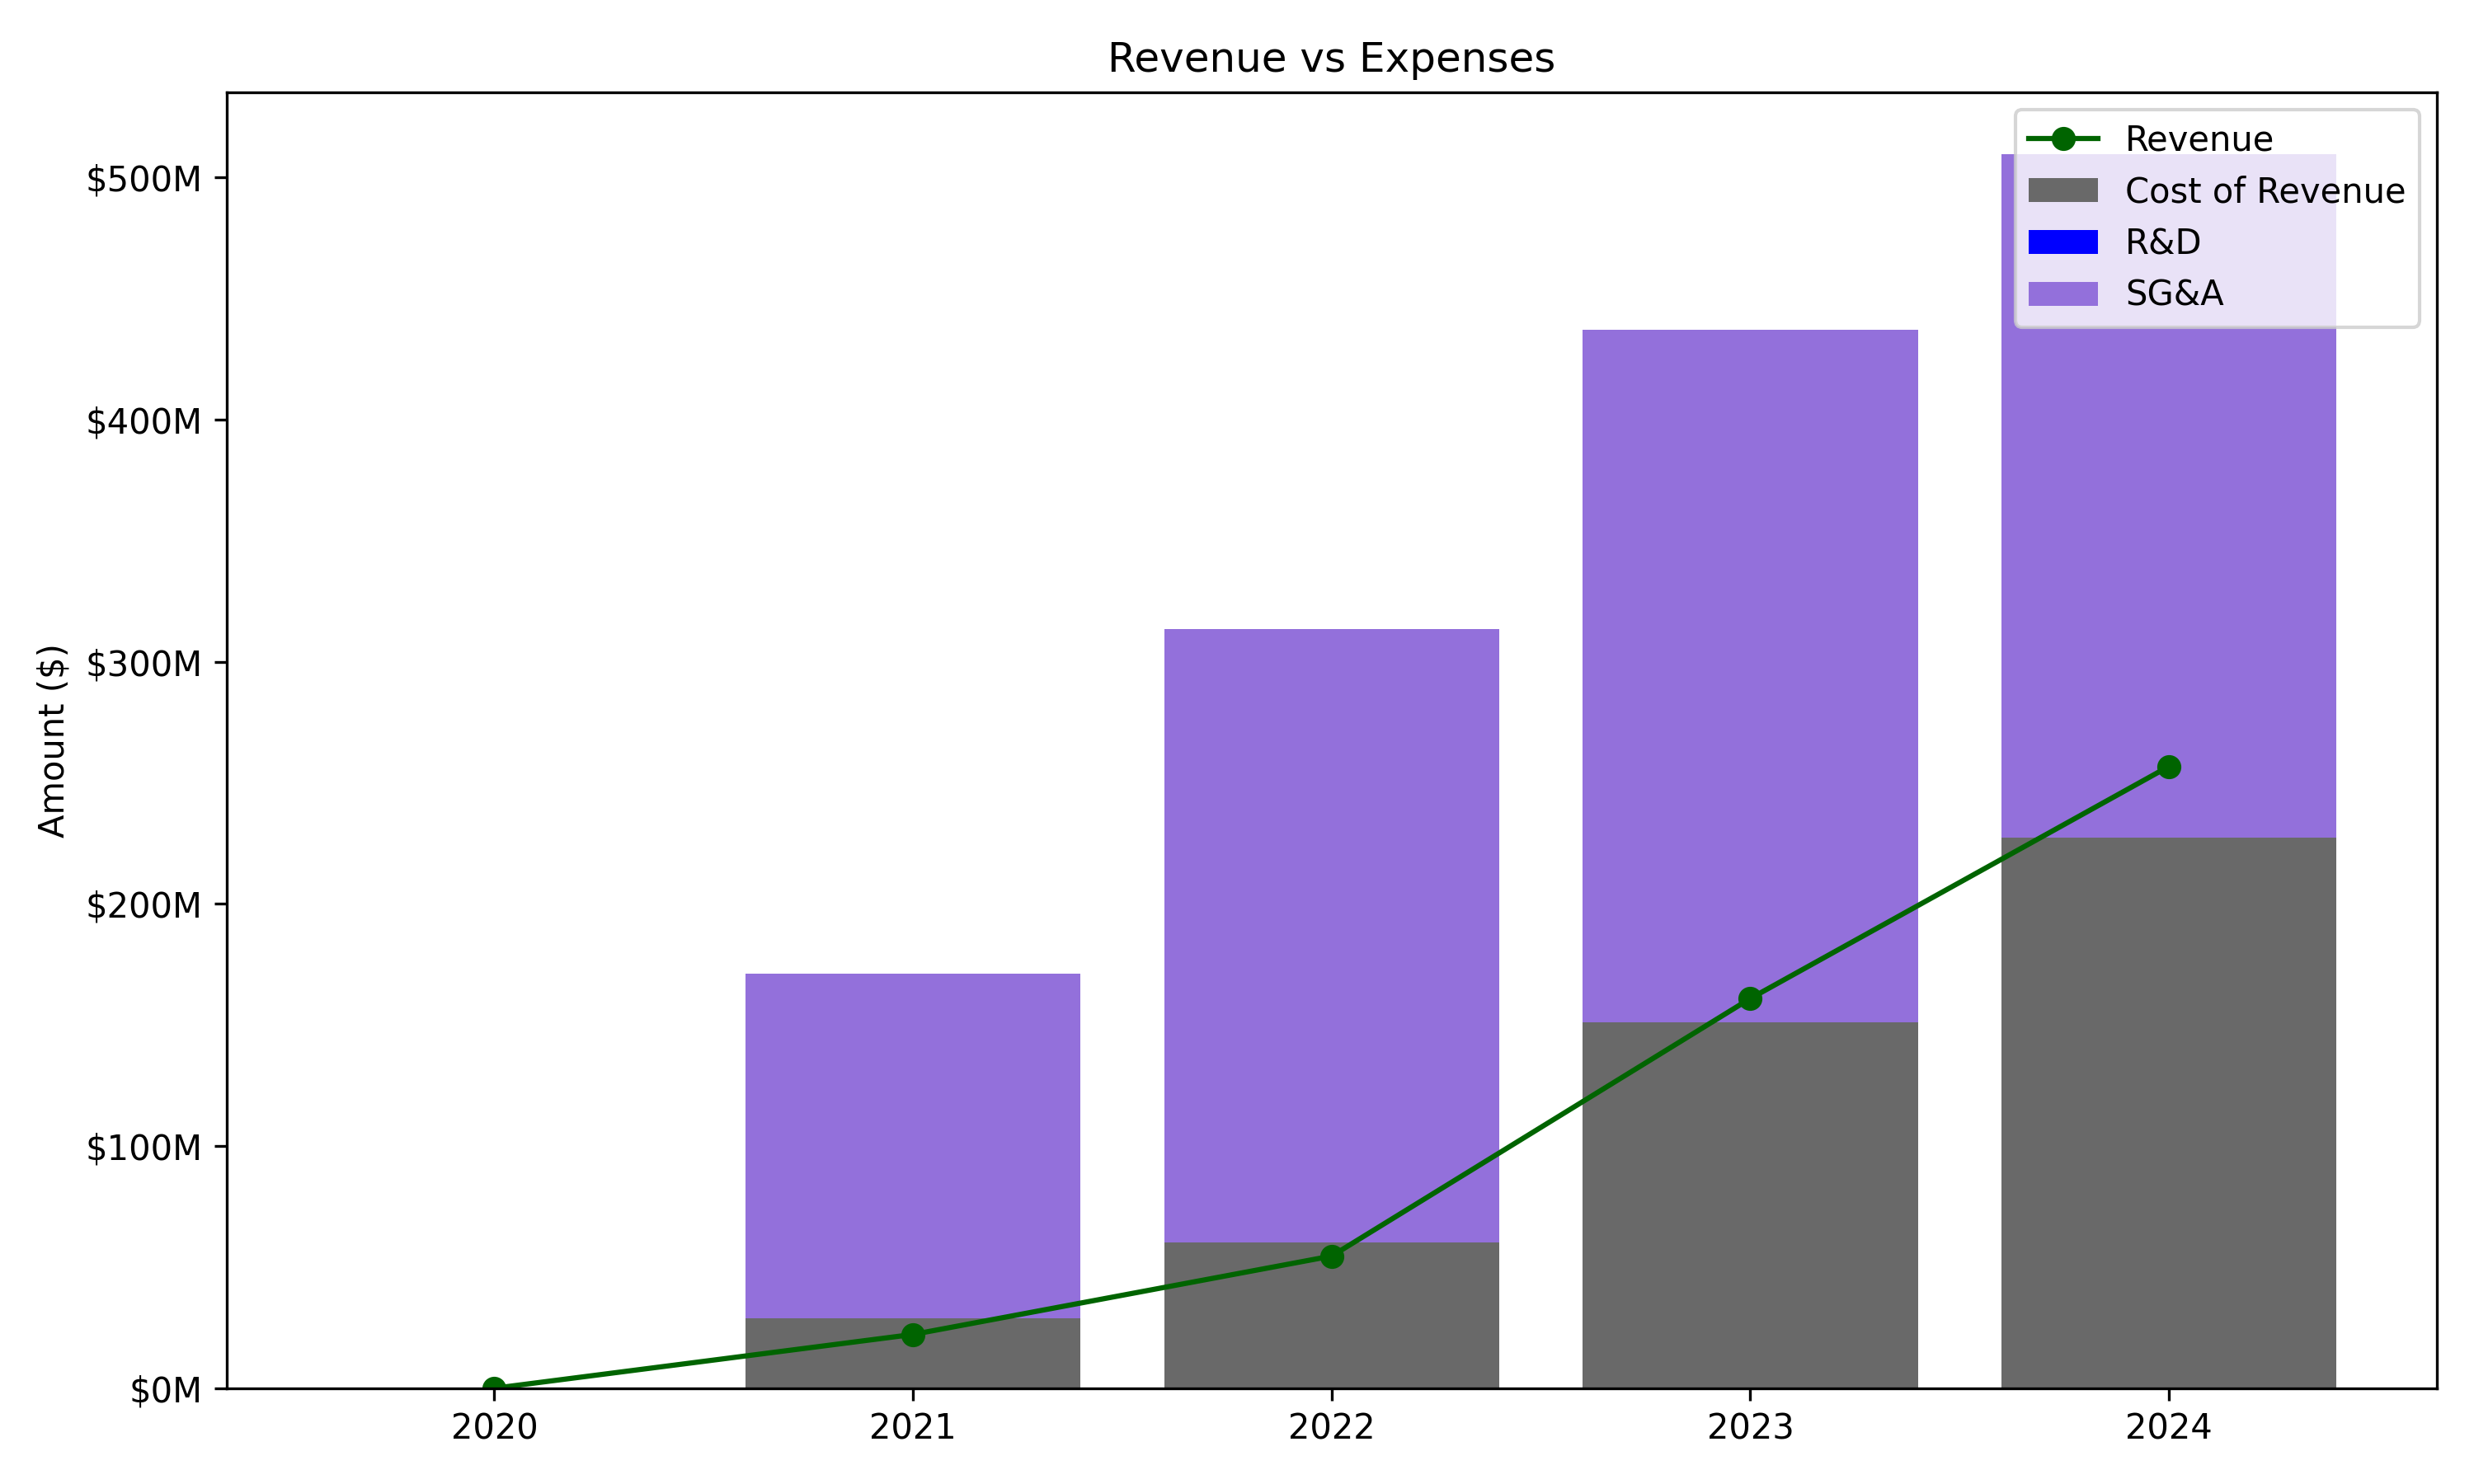 Revenue vs Expenses
Revenue
Cost of Revenue
R&D
SG&A
Amount ($)
$500M
$400M
$300M
$200M
$100M
$0M
2020
2021
2022
2023
2024